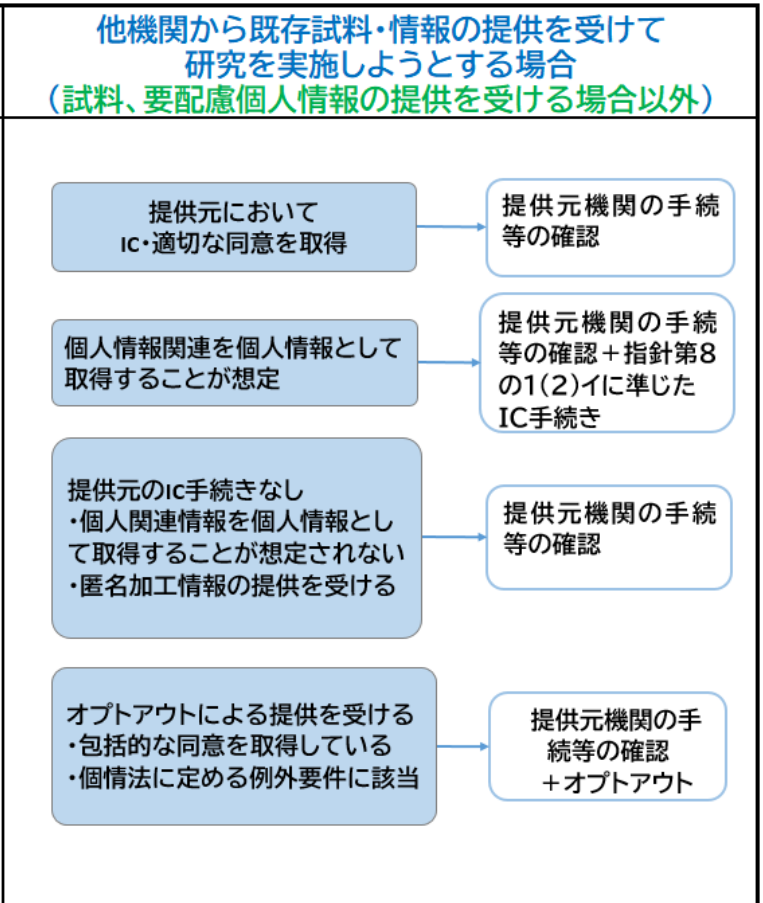 他機関から既存試料・情報の提供を受けて
研究を実施しようとする場合
（試料、要配慮個人情報の提供を受ける場合以外）
提供元において
IC・適切な同意を取得
提供元機関の手続
等の確認
個人情報関連を個人情報として
取得することが想定
提供元機関の手続
等の確認＋指針第８
の１（２）イに準じた
IC手続き
提供元のIC手続きなし
・個人関連情報を個人情報とし
て取得することが想定されない
・匿名加工情報の提供を受ける
提供元機関の手続
等の確認
オプトアウトによる提供を受ける
・包括的な同意を取得している
・個情法に定める例外要件に該当
提供元機関の手
続等の確認
＋オプトアウト